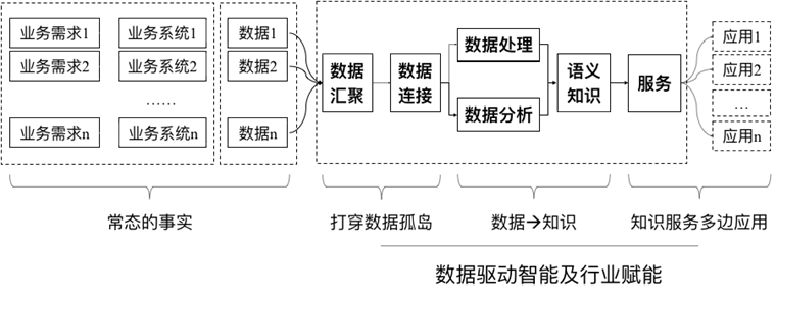 业务需求1
业务系统1
数据1
业务需求2
业务系统2
数据2
……
业务需求n
业务系统n
数据n
数据
汇聚
数据
连接
数据处理
数据分析
语义
知识
服务
应用1
应用2
...
应用n
常态的事实
打穿数据孤岛
数据→知识
知识服务多边应用
数据驱动智能及行业赋能